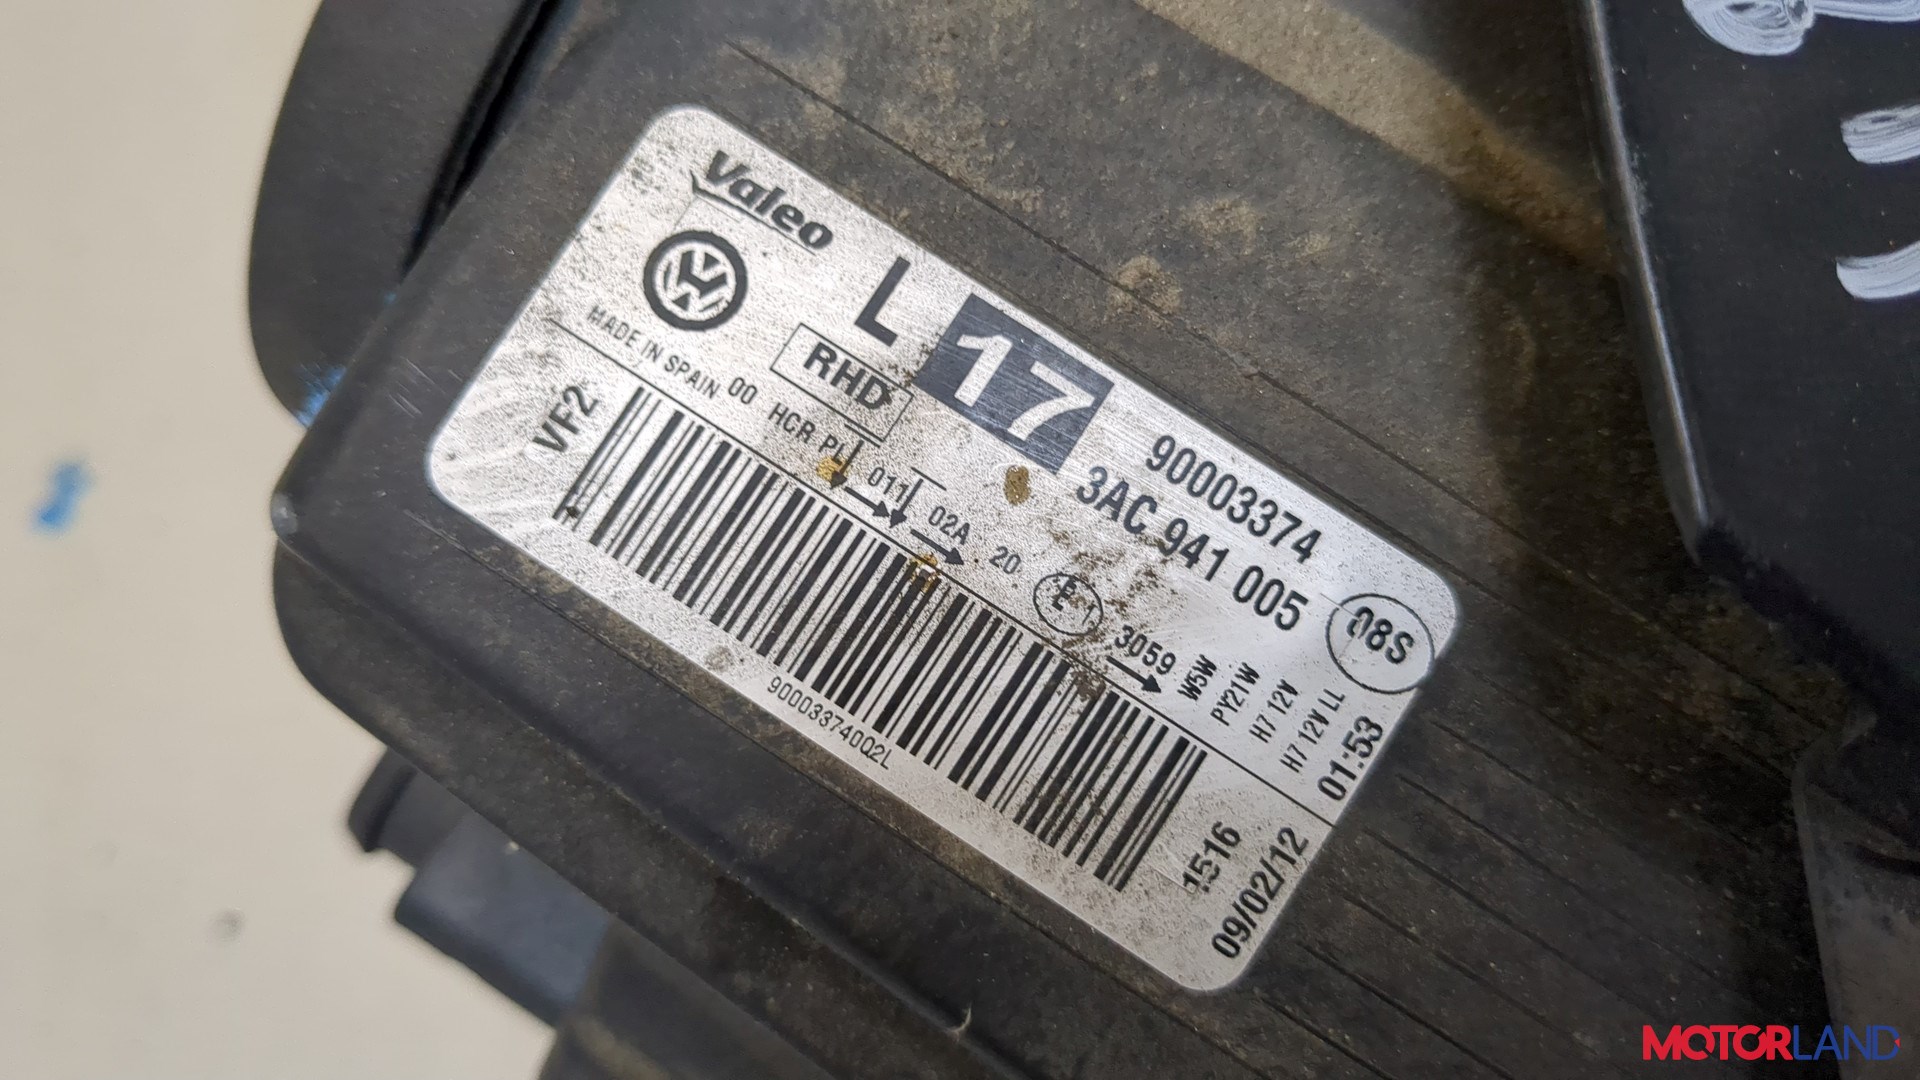 Valeo
L
17
90003374
RHD
3AC 941 005
08S
MADE IN SPAIN
00 HCR PL
011
02A
20
E1
3059
W5W
PY21W
H7 12V
H7 12V LL
01:53
VF2
90003374002L
1516
09/02/12
MOTORLAND